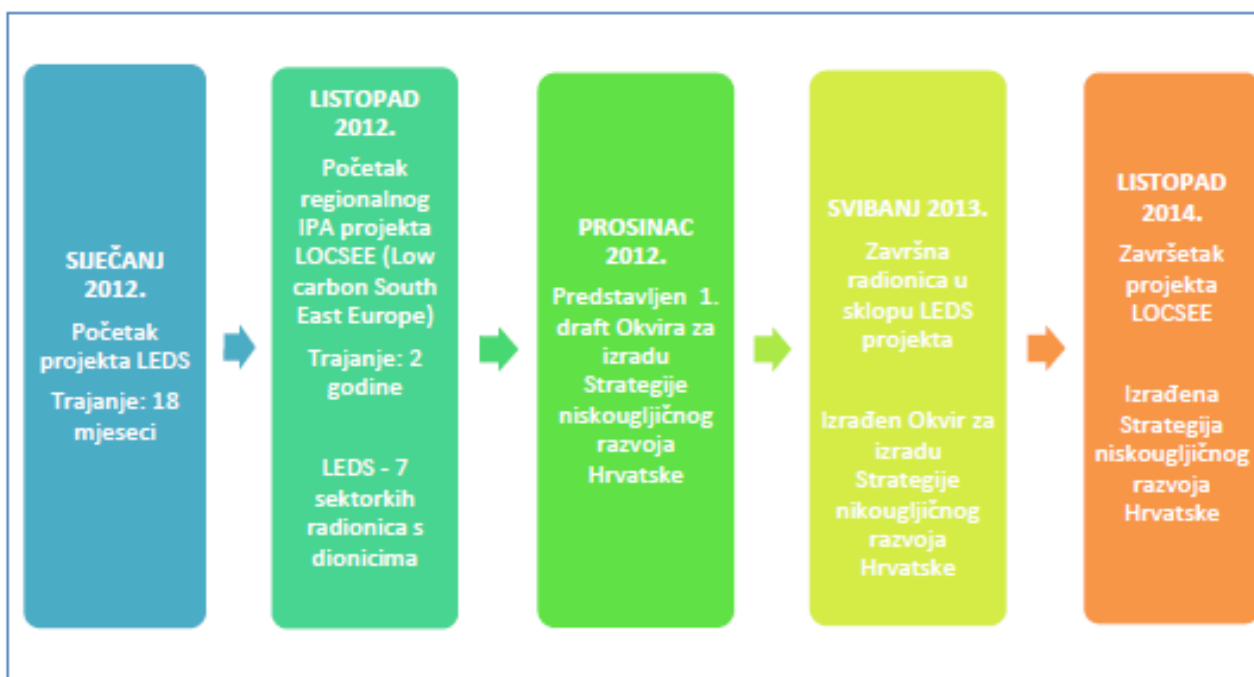 SIJEČANJ
2012.
Početak
projekta LEDS
Trajanje: 18
mjeseci
LISTOPAD
2012.
Početak
regionalnog
IPA projekta
LOCSEE (Low
carbon South
East Europe)
Trajanje: 2
godine
LEDS - 7
sektorkih
radionica s
dionicima
PROSINAC
2012.
Predstavljen 1.
draft Okvira za
izradu
Strategije
niskougljičnog
razvoja
Hrvatske
SVIBANJ 2013.
Završna
radionica u
sklopu LEDS
projekta
Izrađen Okvir za
izradu
Strategije
nikougljičnog
razvoja
Hrvatske
LISTOPAD
2014.
Završetak
projekta
LOCSEE
Izrađena
Strategija
niskougljičnog
razvoja
Hrvatske